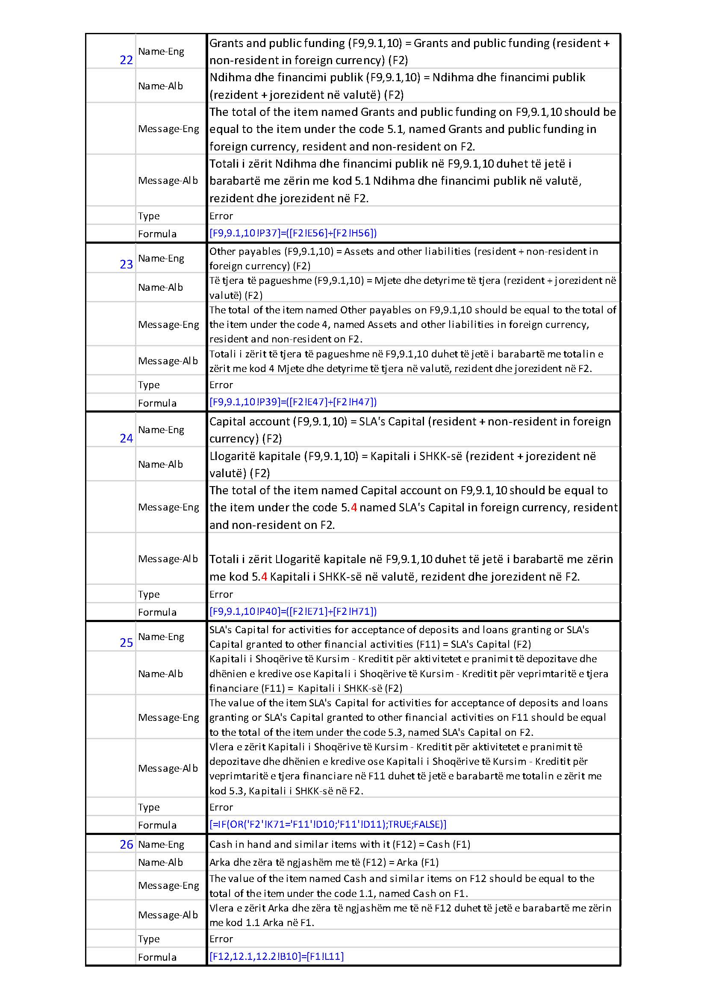 22
Name-Eng
Grants and public funding (F9,9.1,10) = Grants and public funding (resident +
non-resident in foreign currency) (F2)
Name-Alb
Ndihma dhe financimi publik (F9,9.1,10) = Ndihma dhe financimi publik
(rezident + jorezident në valutë) (F2)
Message-Eng
The total of the item named Grants and public funding on F9,9.1,10 should be
equal to the item under the code 5.1, named Grants and public funding in
foreign currency, resident and non-resident on F2.
Message-Alb
Totali i zërit Ndihma dhe financimi publik në F9,9.1,10 duhet të jetë i
barabartë me zërin me kod 5.1 Ndihma dhe financimi publik në valutë,
rezident dhe jorezident në F2.
Type
Error
Formula
[F9,9.1,10!P37]=([F2!E56]+[F2!H56])
23
Name-Eng
Other payables (F9,9.1,10) = Assets and other liabilities (resident + non-resident in
foreign currency) (F2)
Name-Alb
Të tjera të pagueshme (F9,9.1,10) = Mjete dhe detyrime të tjera (rezident + jorezident në
valutë) (F2)
Message-Eng
The total of the item named Other payables on F9,9.1,10 should be equal to the total of
the item under the code 4, named Assets and other liabilities in foreign currency,
resident and non-resident on F2.
Message-Alb
Totali i zërit të tjera të pagueshme në F9,9.1,10 duhet të jetë i barabartë me totalin e
zërit me kod 4 Mjete dhe detyrime të tjera në valutë, rezident dhe jorezident në F2.
Type
Error
Formula
[F9,9.1,10!P39]=([F2!E47]+[F2!H47])
24
Name-Eng
Capital account (F9,9.1,10) = SLA's Capital (resident + non-resident in foreign
currency) (F2)
Name-Alb
Llogaritë kapitale (F9,9.1,10) = Kapitali i SHKK-së (rezident + jorezident në
valutë) (F2)
Message-Eng
The total of the item named Capital account on F9,9.1,10 should be equal to
the item under the code 5.4 named SLA's Capital in foreign currency, resident
and non-resident on F2.
Message-Alb
Totali i zërit Llogaritë kapitale në F9,9.1,10 duhet të jetë i barabartë me zërin
me kod 5.4 Kapitali i SHKK-së në valutë, rezident dhe jorezident në F2.
Type
Error
Formula
[F9,9.1,10!P40]=([F2!E71]+[F2!H71])
25
Name-Eng
SLA's Capital for activities for acceptance of deposits and loans granting or SLA's
Capital granted to other financial activities (F11) = SLA's Capital (F2)
Name-Alb
Kapitali i Shoqërive të Kursim - Kreditit për aktivitetet e pranimit të depozitave dhe
dhënien e kredive ose Kapitali i Shoqërive të Kursim - Kreditit për veprimtaritë e tjera
financiare (F11) =  Kapitali i SHKK-së (F2)
Message-Eng
The value of the item SLA's Capital for activities for acceptance of deposits and loans
granting or SLA's Capital granted to other financial activities on F11 should be equal
to the total of the item under the code 5.3, named SLA's Capital on F2.
Message-Alb
Vlera e zërit Kapitali i Shoqërive të Kursim - Kreditit për aktivitetet e pranimit të
depozitave dhe dhënien e kredive ose Kapitali i Shoqërive të Kursim - Kreditit për
veprimtaritë e tjera financiare në F11 duhet të jetë e barabartë me totalin e zërit me
kod 5.3, Kapitali i SHKK-së në F2.
Type
Error
Formula
[=IF(OR('F2'!K71='F11'!D10;'F11'!D11);TRUE;FALSE)]
26
Name-Eng
Cash in hand and similar items with it (F12) = Cash (F1)
Name-Alb
Arka dhe zëra të ngjashëm me të (F12) = Arka (F1)
Message-Eng
The value of the item named Cash and similar items on F12 should be equal to the
total of the item under the code 1.1, named Cash on F1.
Message-Alb
Vlera e zërit Arka dhe zëra të ngjashëm me të në F12 duhet të jetë e barabartë me zërin
me kod 1.1 Arka në F1.
Type
Error
Formula
[F12,12.1,12.2!B10]=[F1!L11]